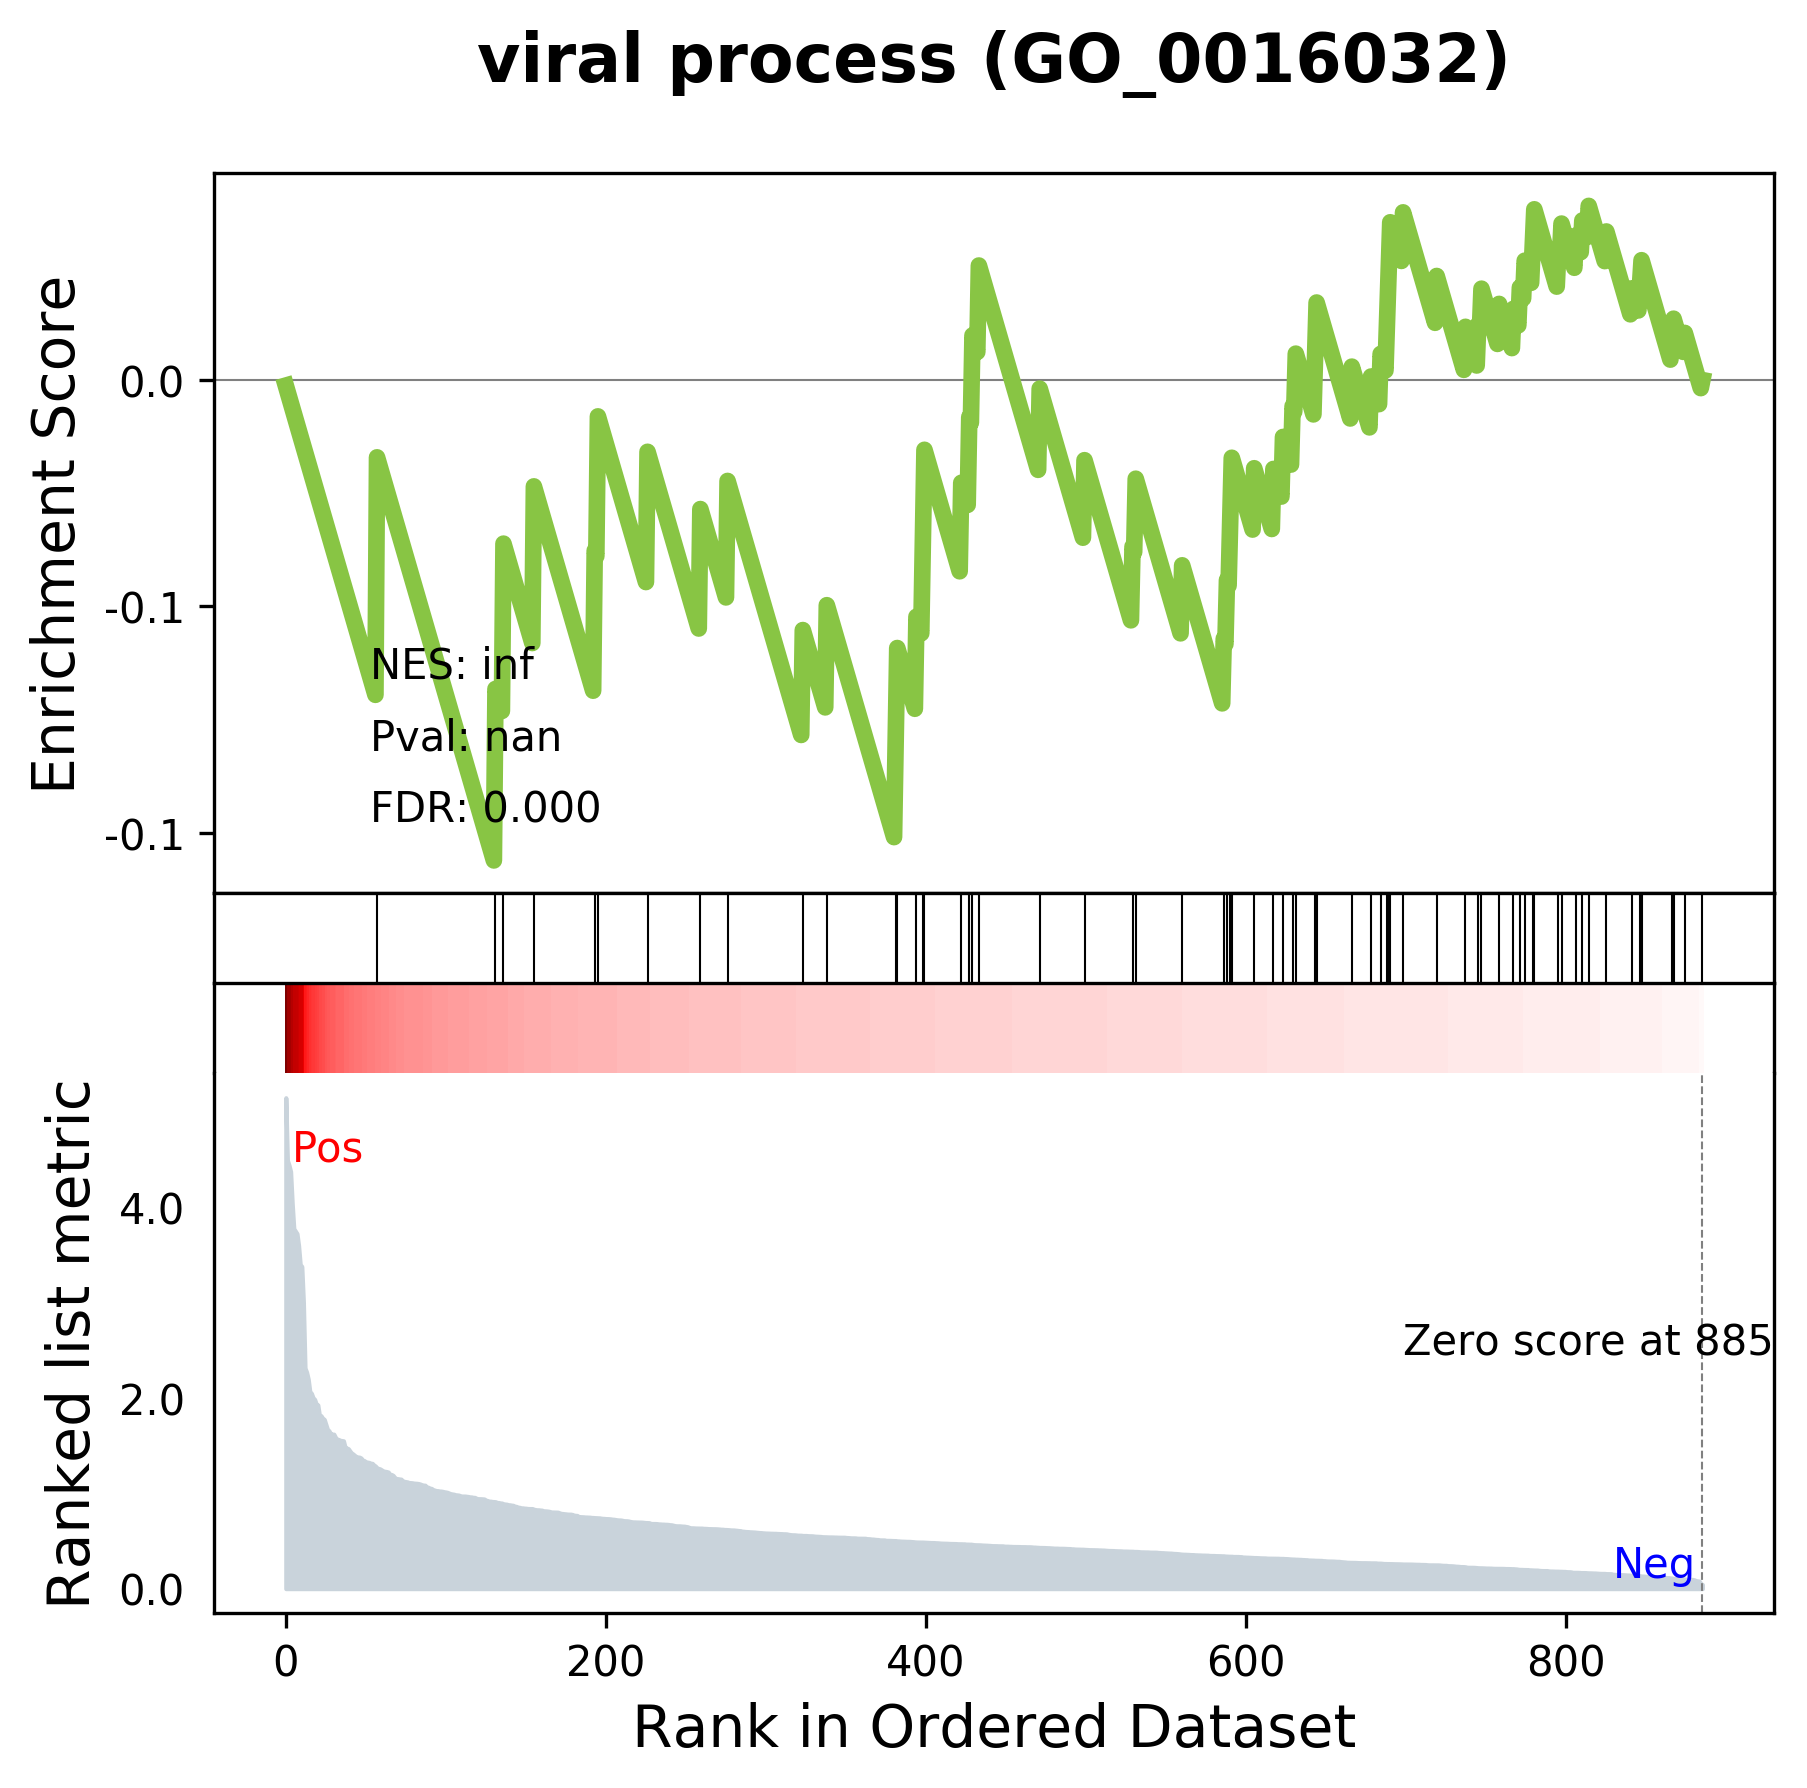 viral process (GO_0016032)
Enrichment Score
0.0
-0.1
-0.1
NES: inf
Pval: nan
FDR: 0.000
Ranked list metric
Pos
4.0
2.0
0.0
Zero score at 885
Neg
0 200 400 600 800
Rank in Ordered Dataset